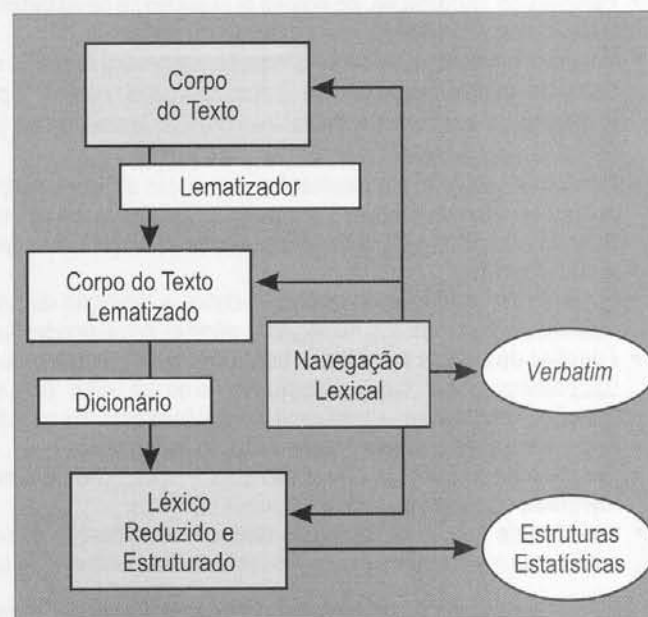 Corpo
do Texto
Lematizador
Corpo do Texto
Lematizado
Navegação
Lexical
Verbatim
Dicionário
Léxico
Reduzido e
Estruturado
Estruturas
Estatísticas